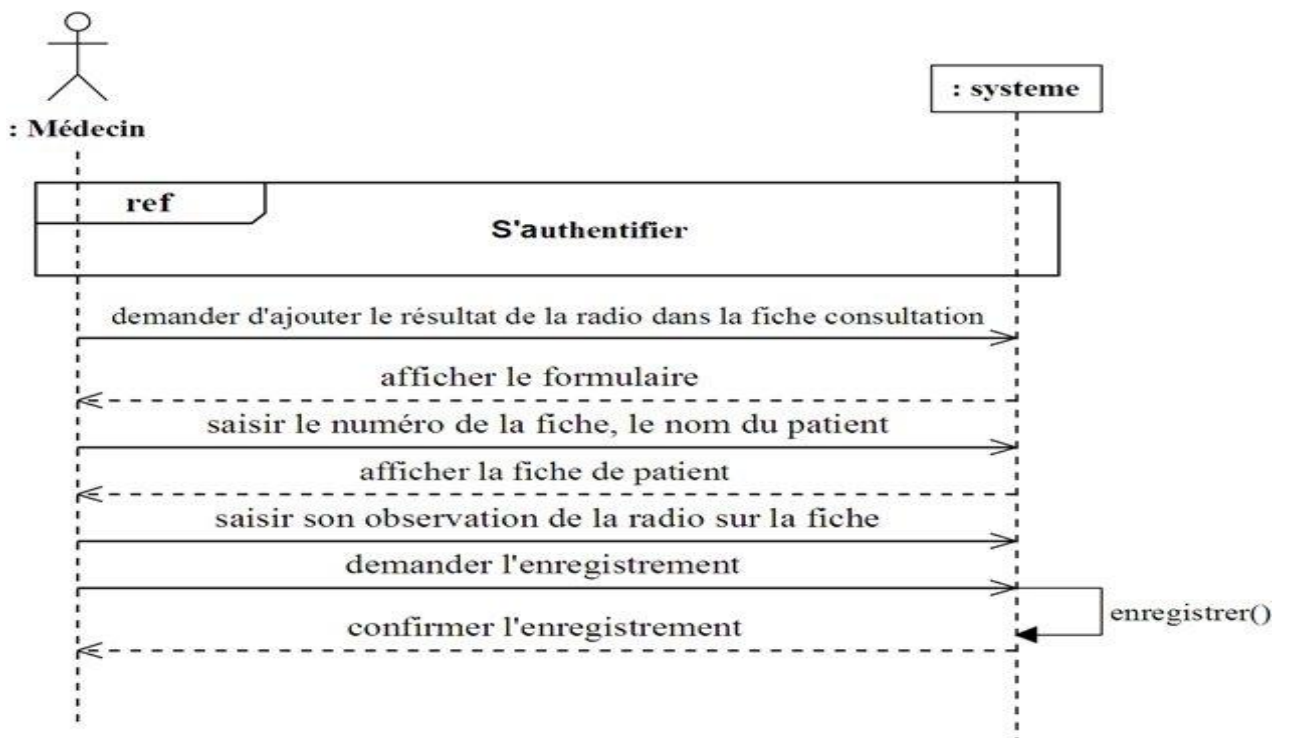 : systeme
: Médecin
ref
S'authentifier
demander d'ajouter le résultat de la radio dans la fiche consultation
afficher le formulaire
saisir le numéro de la fiche, le nom du patient
afficher la fiche de patient
saisir son observation de la radio sur la fiche
demander l'enregistrement
enregistrer()
confirmer l'enregistrement